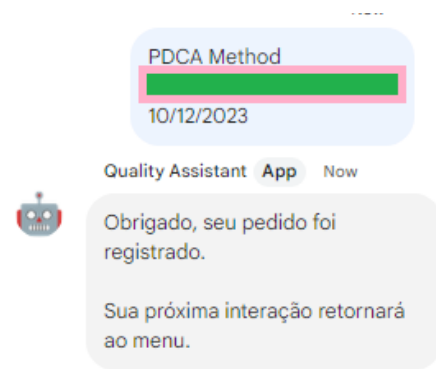 PDCA Method
10/12/2023
Quality Assistant App Now
Obrigado, seu pedido foi
registrado.
Sua próxima interação retornará
ao menu.